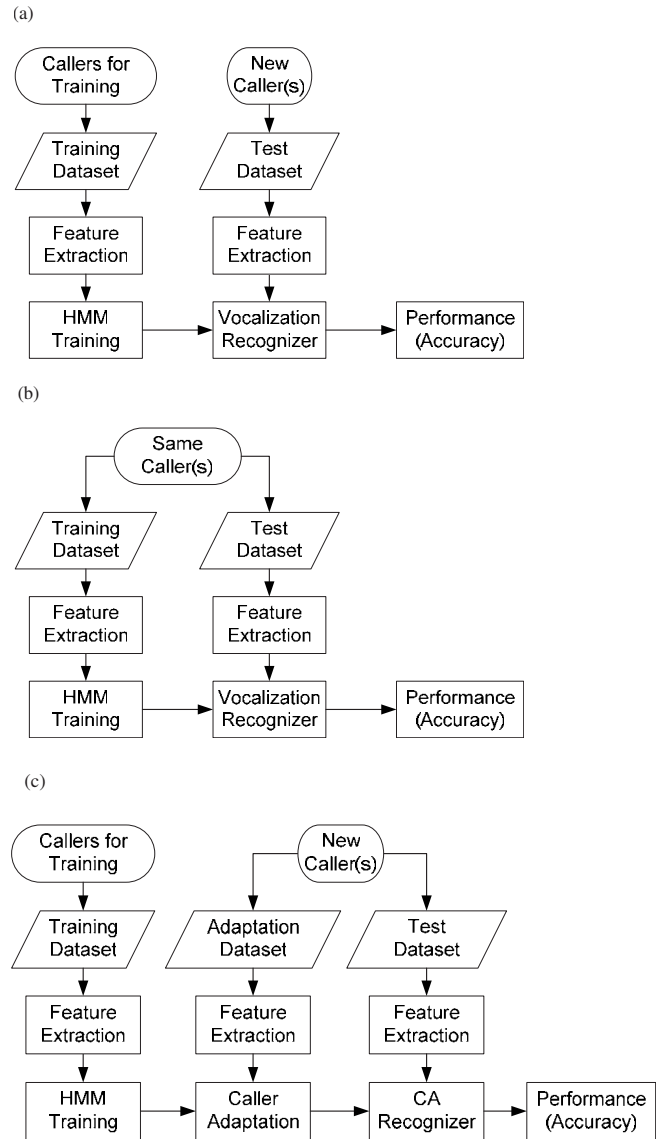 (a)
Callers for
Training
New
Caller(s)
Training
Dataset
Test
Dataset
Feature
Extraction
Feature
Extraction
HMM
Training
Vocalization
Recognizer
Performance
(Accuracy)
(b)
Same
Caller(s)
Training
Dataset
Test
Dataset
Feature
Extraction
Feature
Extraction
HMM
Training
Vocalization
Recognizer
Performance
(Accuracy)
(c)
Callers for
Training
New
Caller(s)
Training
Dataset
Adaptation
Dataset
Test
Dataset
Feature
Extraction
Feature
Extraction
Feature
Extraction
HMM
Training
Caller
Adaptation
CA
Recognizer
Performance
(Accuracy)